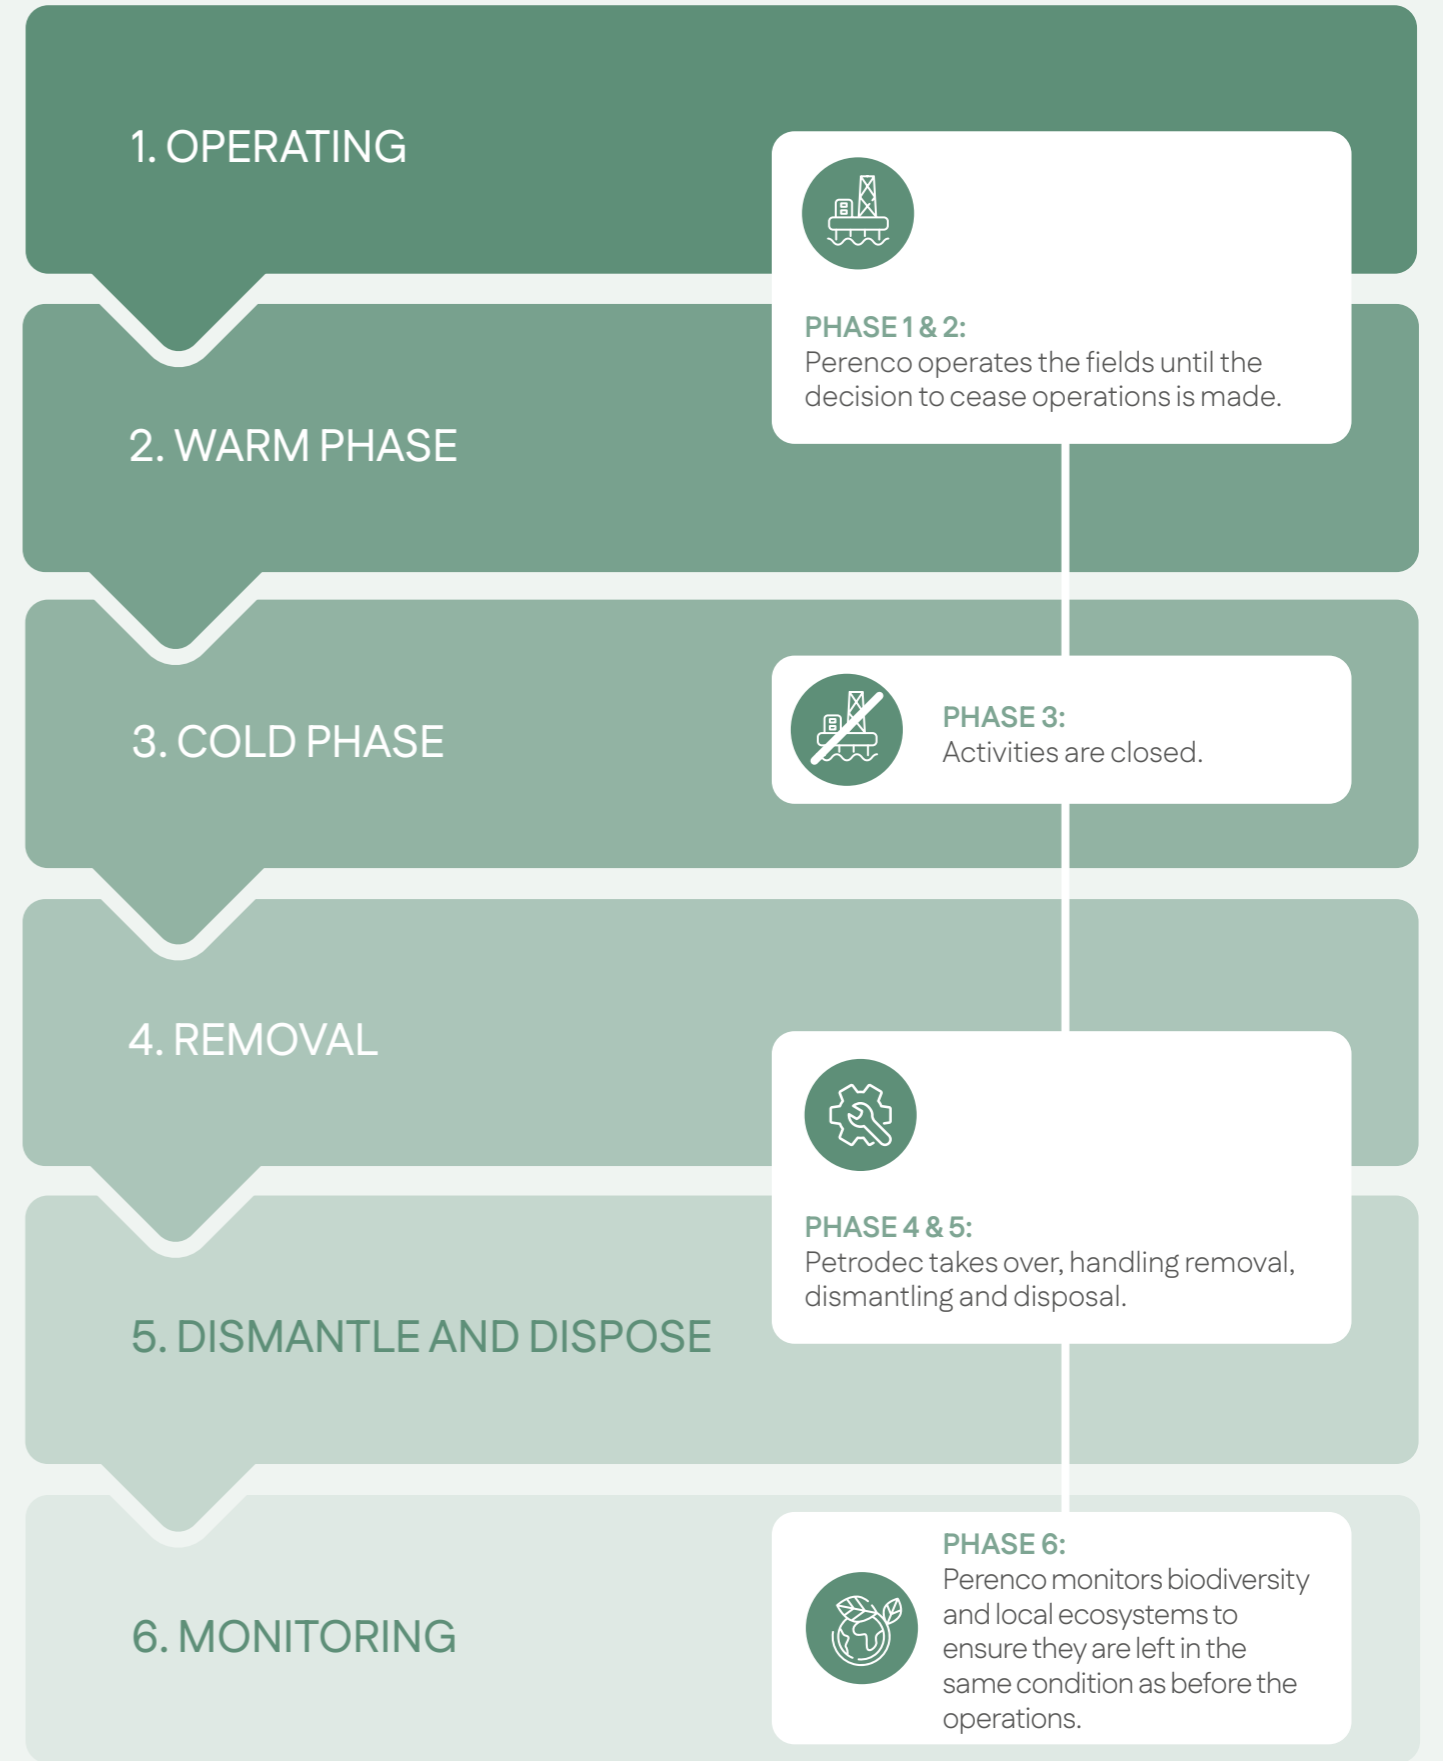 1. OPERATING
PHASE 1 & 2:
Perenco operates the fields until the
decision to cease operations is made.
2. WARM PHASE
3. COLD PHASE
PHASE 3:
Activities are closed.
4. REMOVAL
PHASE 4 & 5:
Petrodec takes over, handling removal,
dismantling and disposal.
5. DISMANTLE AND DISPOSE
6. MONITORING
PHASE 6:
Perenco monitors biodiversity
and local ecosystems to
ensure they are left in the
same condition as before the
operations.